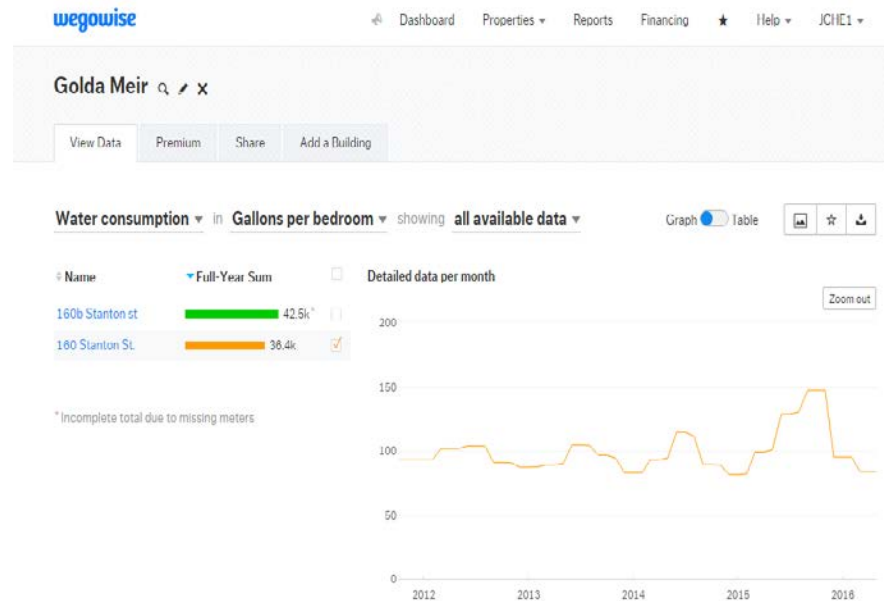 wegowise
Dashboard Properties Reports Financing Help JCHE1
Golda Meir
View Data Premium Share Add a Building
Water consumption in Gallons per bedroom showing all available data Graph Table
Name Full-Year Sum Detailed data per month
Zoom out
160b Stanton st 42.5k*
160 Stanton St. 36.4k
* Incomplete total due to missing meters
200
150
100
50
0
2012 2013 2014 2015 2016